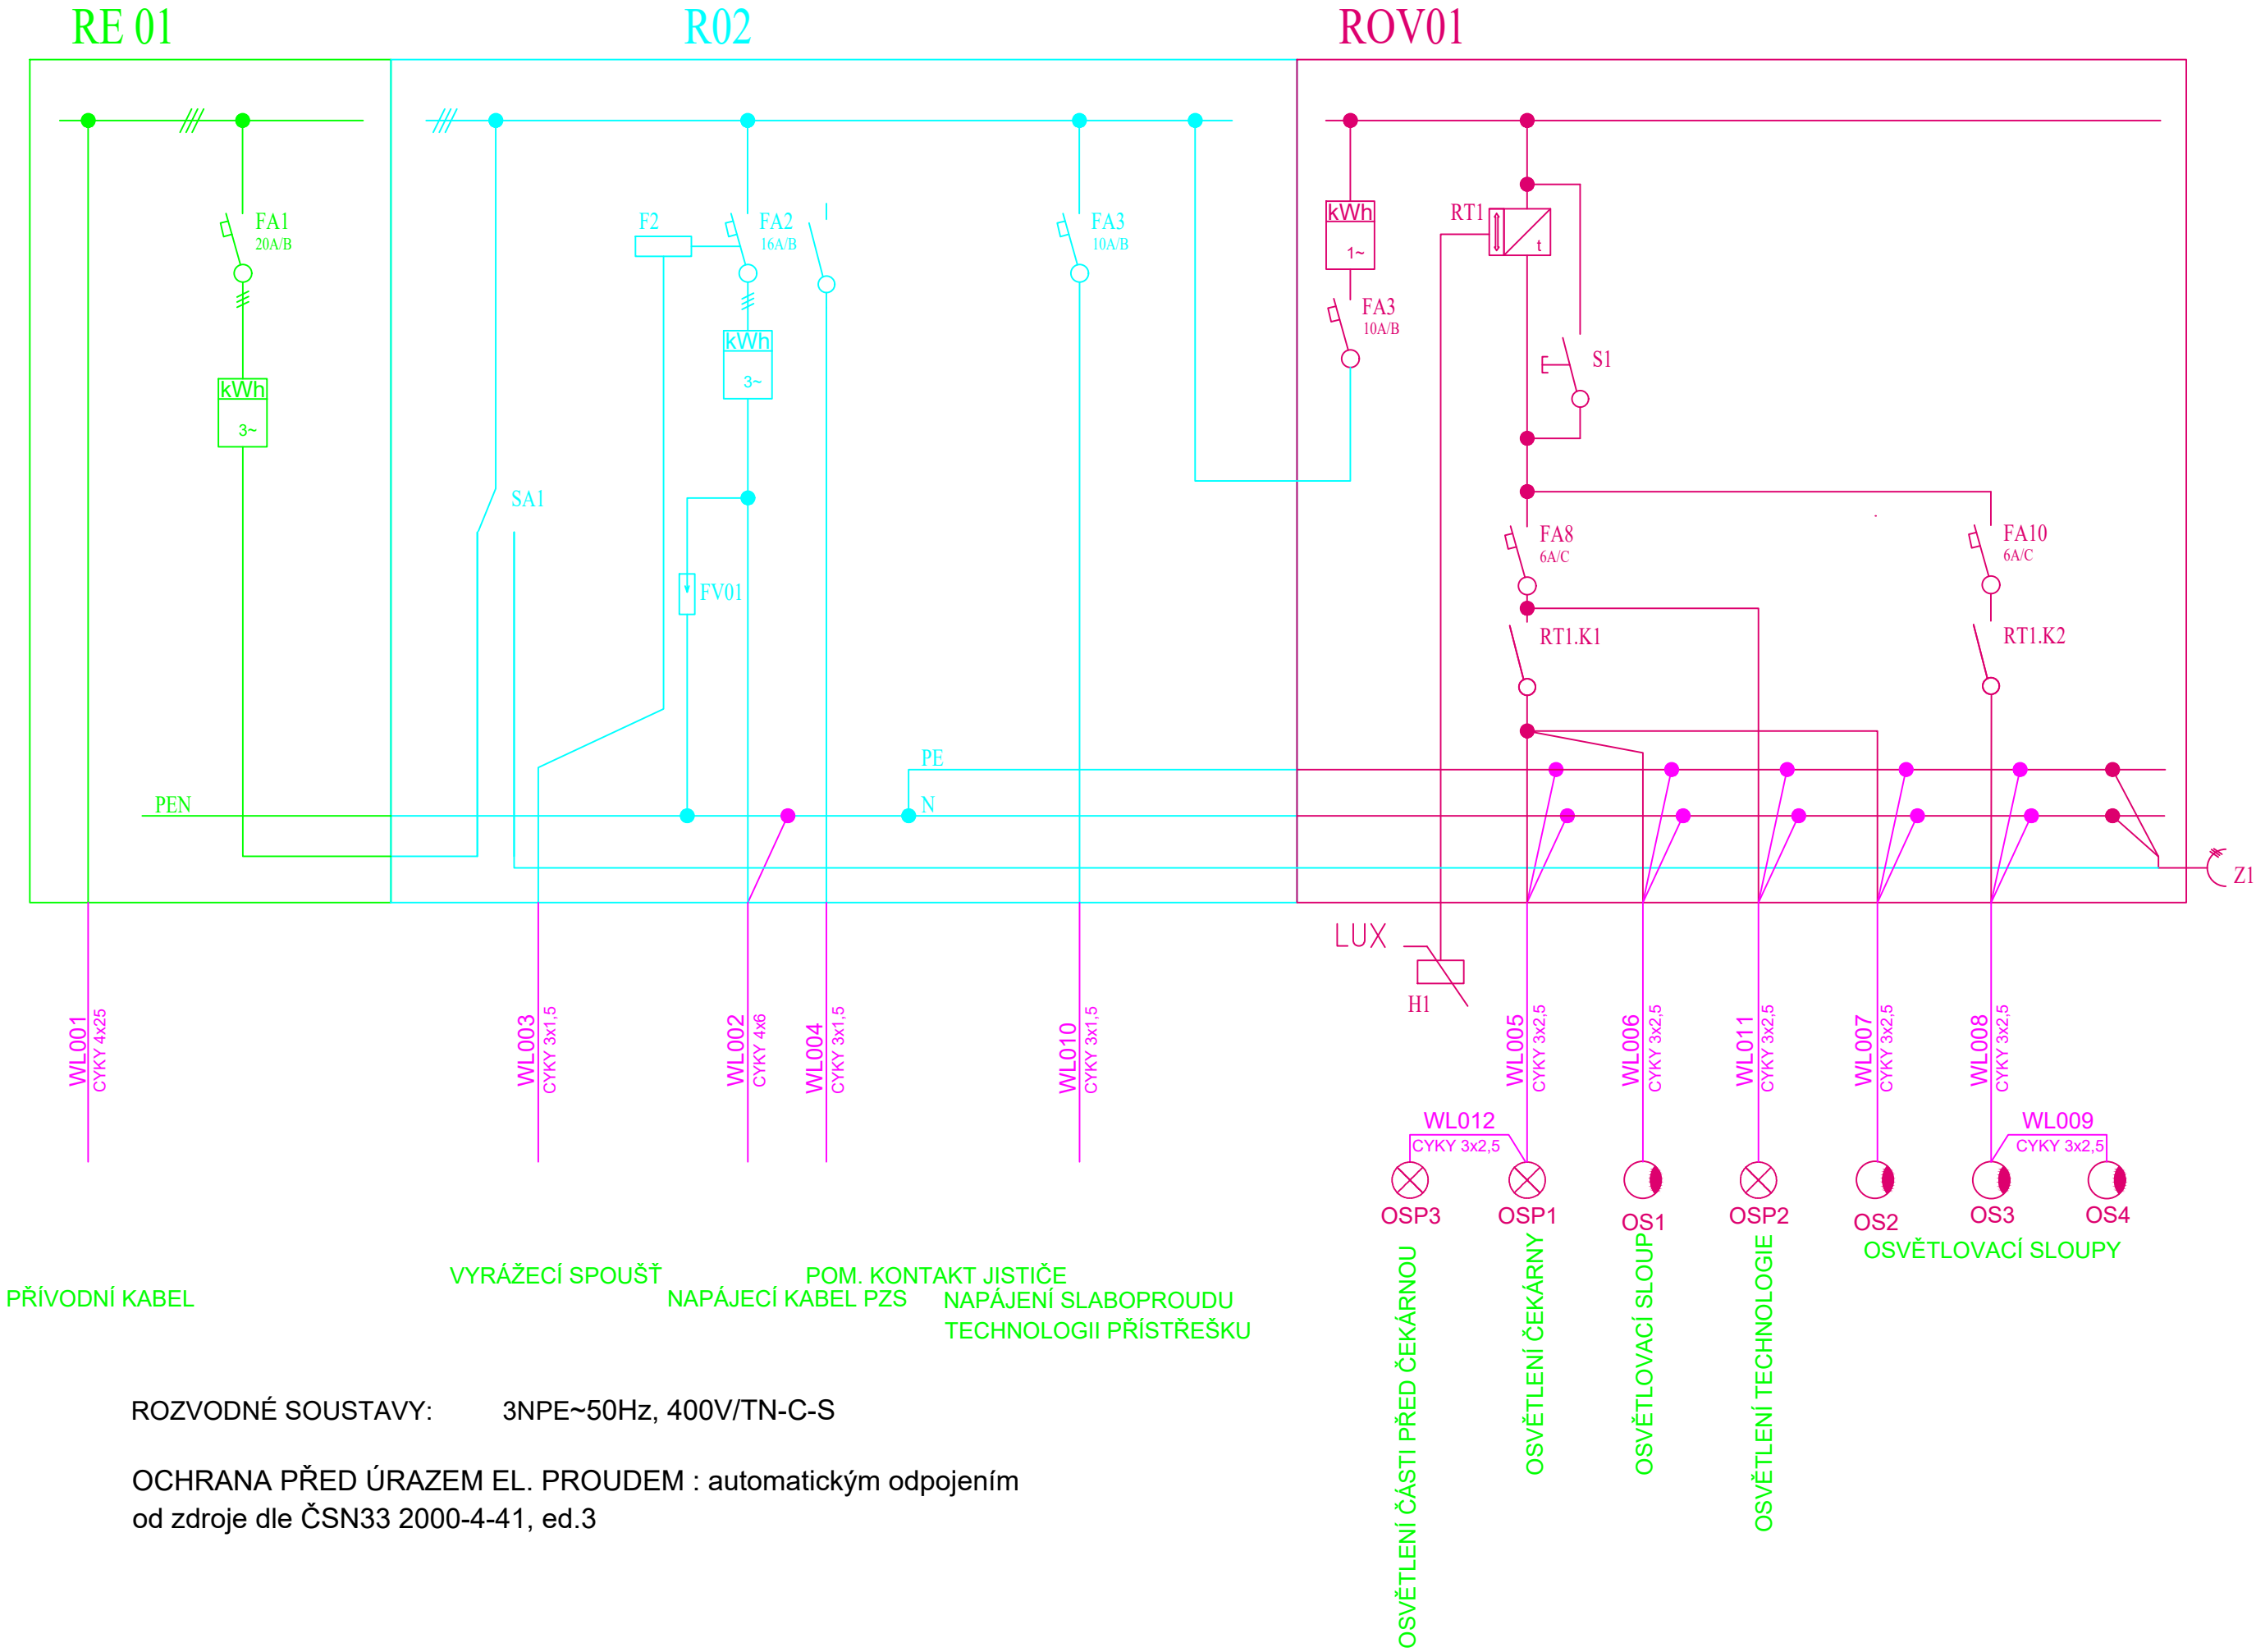 RE 01
R02
ROV01
FA1
20A/B
kWh
3~
PEN
F2
FA2
16A/B
kWh
3~
FA3
10A/B
SA1
FV01
PE
N
kWh
1~
FA3
10A/B
RT1
t
S1
FA8
6A/C
FA10
6A/C
RT1.K1
RT1.K2
Z1
LUX
H1
WL001
CYKY 4x25
WL003
CYKY 3x1,5
WL002
CYKY 4x6
WL004
CYKY 3x1,5
WL010
CYKY 3x1,5
WL005
CYKY 3x2,5
WL006
CYKY 3x2,5
WL011
CYKY 3x2,5
WL007
CYKY 3x2,5
WL008
CYKY 3x2,5
WL012
CYKY 3x2,5
WL009
CYKY 3x2,5
OSP3
OSP1
OS1
OSP2
OS2
OS3
OS4
PŘÍVODNÍ KABEL
VYRÁŽECÍ SPOUŠŤ
NAPÁJECÍ KABEL PZS
POM. KONTAKT JISTIČE
NAPÁJENÍ SLABOPROUDU
TECHNOLOGII PŘÍSTŘEŠKU
OSVĚTLENÍ ČÁSTI PŘED ČEKÁRNOU
OSVĚTLENÍ ČEKÁRNY
OSVĚTLOVACÍ SLOUP
OSVĚTLENÍ TECHNOLOGIE
OSVĚTLOVACÍ SLOUPY
ROZVODNÉ SOUSTAVY: 3NPE~50Hz, 400V/TN-C-S
OCHRANA PŘED ÚRAZEM EL. PROUDEM : automatickým odpojením
od zdroje dle ČSN33 2000-4-41, ed.3